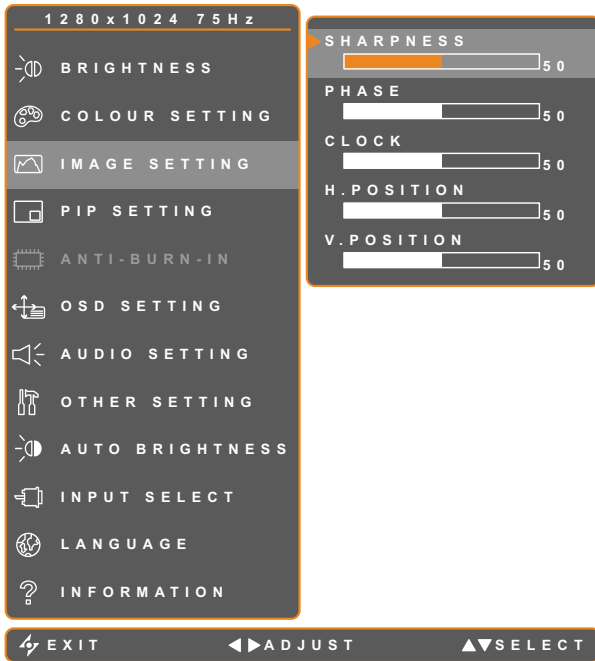 1280x1024 75Hz
BRIGHTNESS
COLOUR SETTING
IMAGE SETTING
PIP SETTING
ANTI-BURN-IN
OSD SETTING
AUDIO SETTING
OTHER SETTING
AUTO BRIGHTNESS
INPUT SELECT
LANGUAGE
INFORMATION
SHARPNESS
50
PHASE
50
CLOCK
50
H.POSITION
50
V.POSITION
50
EXIT ADJUST SELECT